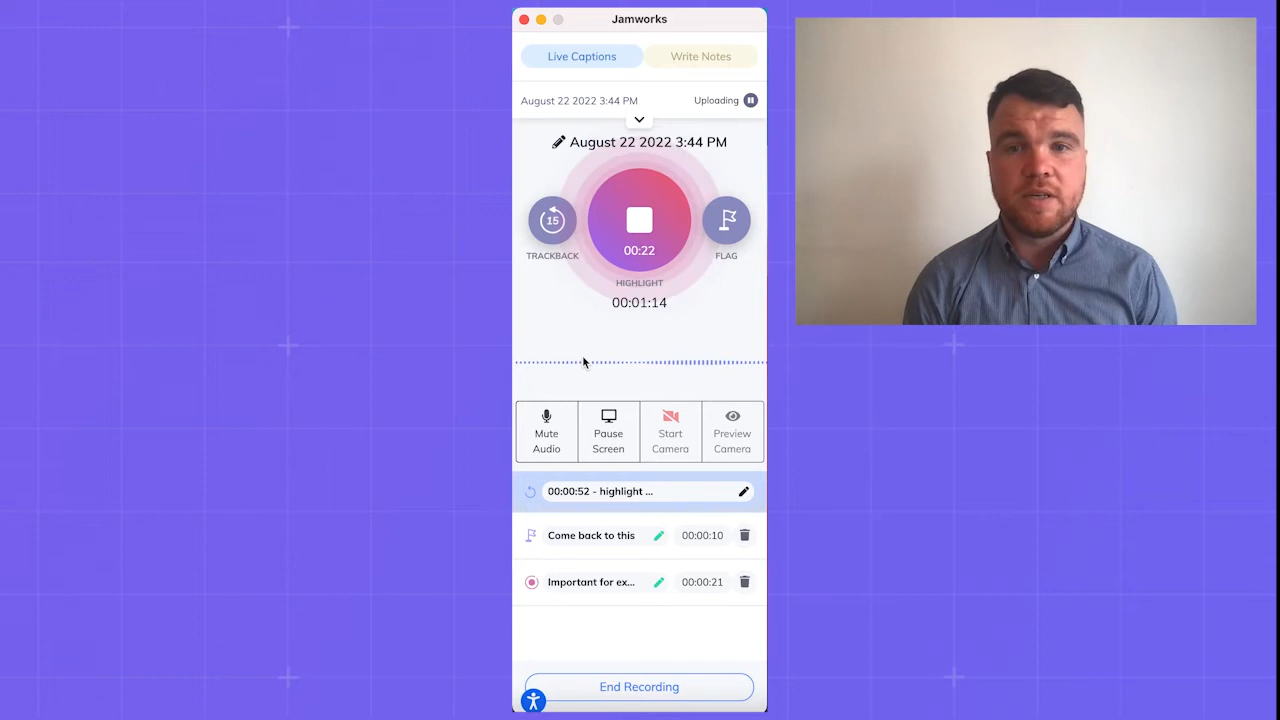 Jamworks
Live Captions
Write Notes
August 22 2022 3:44 PM
Uploading
August 22 2022 3:44 PM
15
00:22
TRACKBACK
FLAG
HIGHLIGHT
00:01:14
Mute Audio
Pause Screen
Start Camera
Preview Camera
00:00:52 - highlight ...
Come back to this
00:00:10
Important for ex...
00:00:21
End Recording